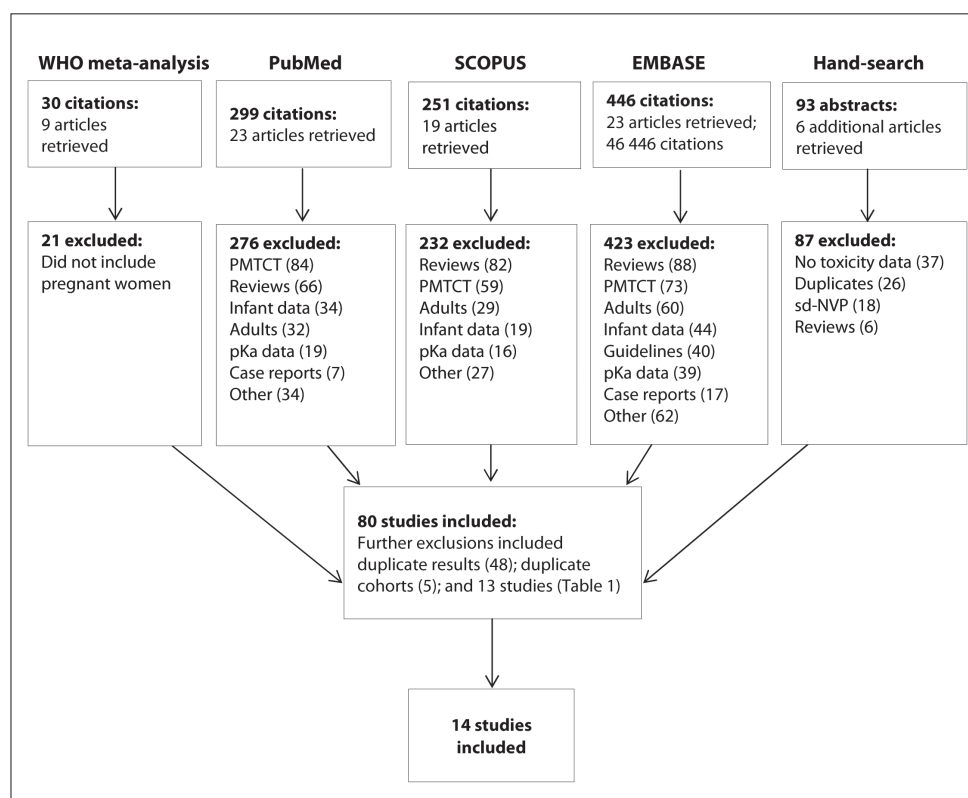 WHO meta-analysis
30 citations:
9 articles
retrieved
21 excluded:
Did not include
pregnant women
PubMed
299 citations:
23 articles retrieved
276 excluded:
PMTCT (84)
Reviews (66)
Infant data (34)
Adults (32)
pKa data (19)
Case reports (7)
Other (34)
SCOPUS
251 citations:
19 articles
retrieved
232 excluded:
Reviews (82)
PMTCT (59)
Adults (29)
Infant data (19)
pKa data (16)
Other (27)
EMBASE
446 citations:
23 articles retrieved;
46 446 citations
423 excluded:
Reviews (88)
PMTCT (73)
Adults (60)
Infant data (44)
Guidelines (40)
pKa data (39)
Case reports (17)
Other (62)
Hand-search
93 abstracts:
6 additional articles
retrieved
87 excluded:
No toxicity data (37)
Duplicates (26)
sd-NVP (18)
Reviews (6)
80 studies included:
Further exclusions included
duplicate results (48); duplicate
cohorts (5); and 13 studies (Table 1)
14 studies
included